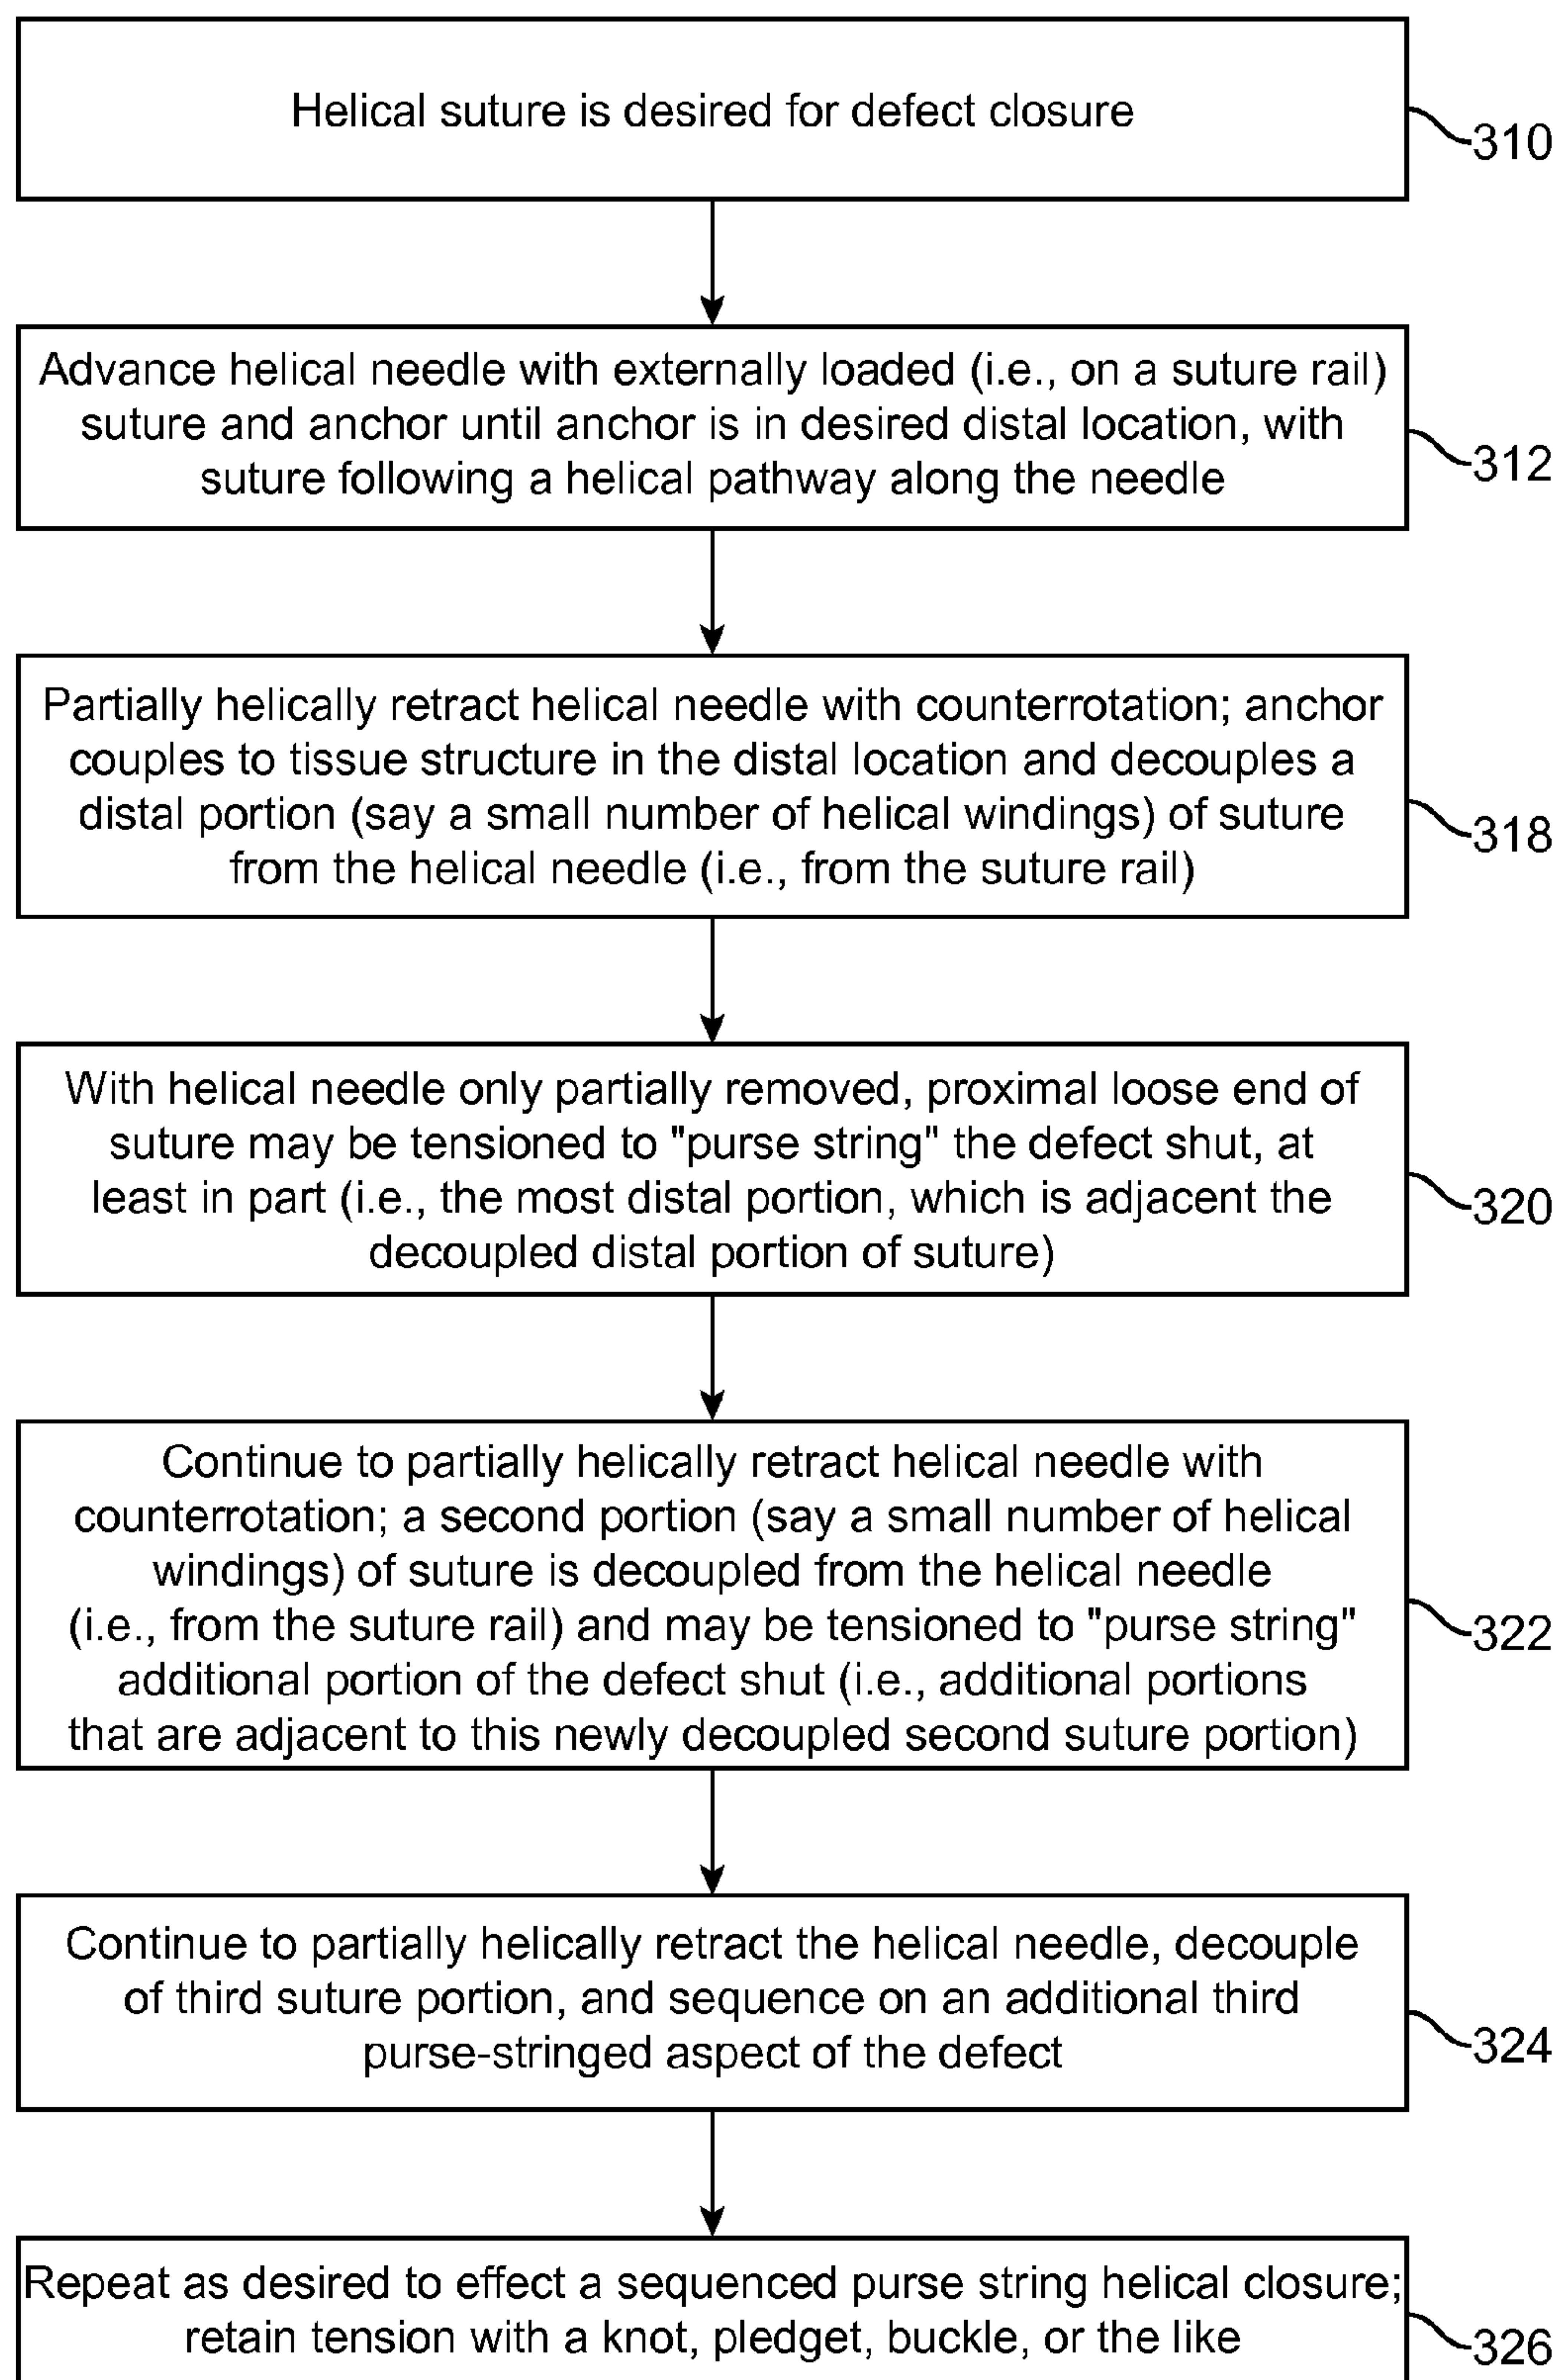 Helical suture is desired for defect closure
310
Advance helical needle with externally loaded (i.e., on a suture rail)
suture and anchor until anchor is in desired distal location, with
suture following a helical pathway along the needle
312
Partially helically retract helical needle with counterrotation; anchor
couples to tissue structure in the distal location and decouples a
distal portion (say a small number of helical windings) of suture
from the helical needle (i.e., from the suture rail)
318
With helical needle only partially removed, proximal loose end of
suture may be tensioned to "purse string" the defect shut, at
least in part (i.e., the most distal portion, which is adjacent the
decoupled distal portion of suture)
320
Continue to partially helically retract helical needle with
counterrotation; a second portion (say a small number of helical
windings) of suture is decoupled from the helical needle
(i.e., from the suture rail) and may be tensioned to "purse string"
additional portion of the defect shut (i.e., additional portions
that are adjacent to this newly decoupled second suture portion)
322
Continue to partially helically retract the helical needle, decouple
of third suture portion, and sequence on an additional third
purse-stringed aspect of the defect
324
Repeat as desired to effect a sequenced purse string helical closure;
retain tension with a knot, pledget, buckle, or the like
326